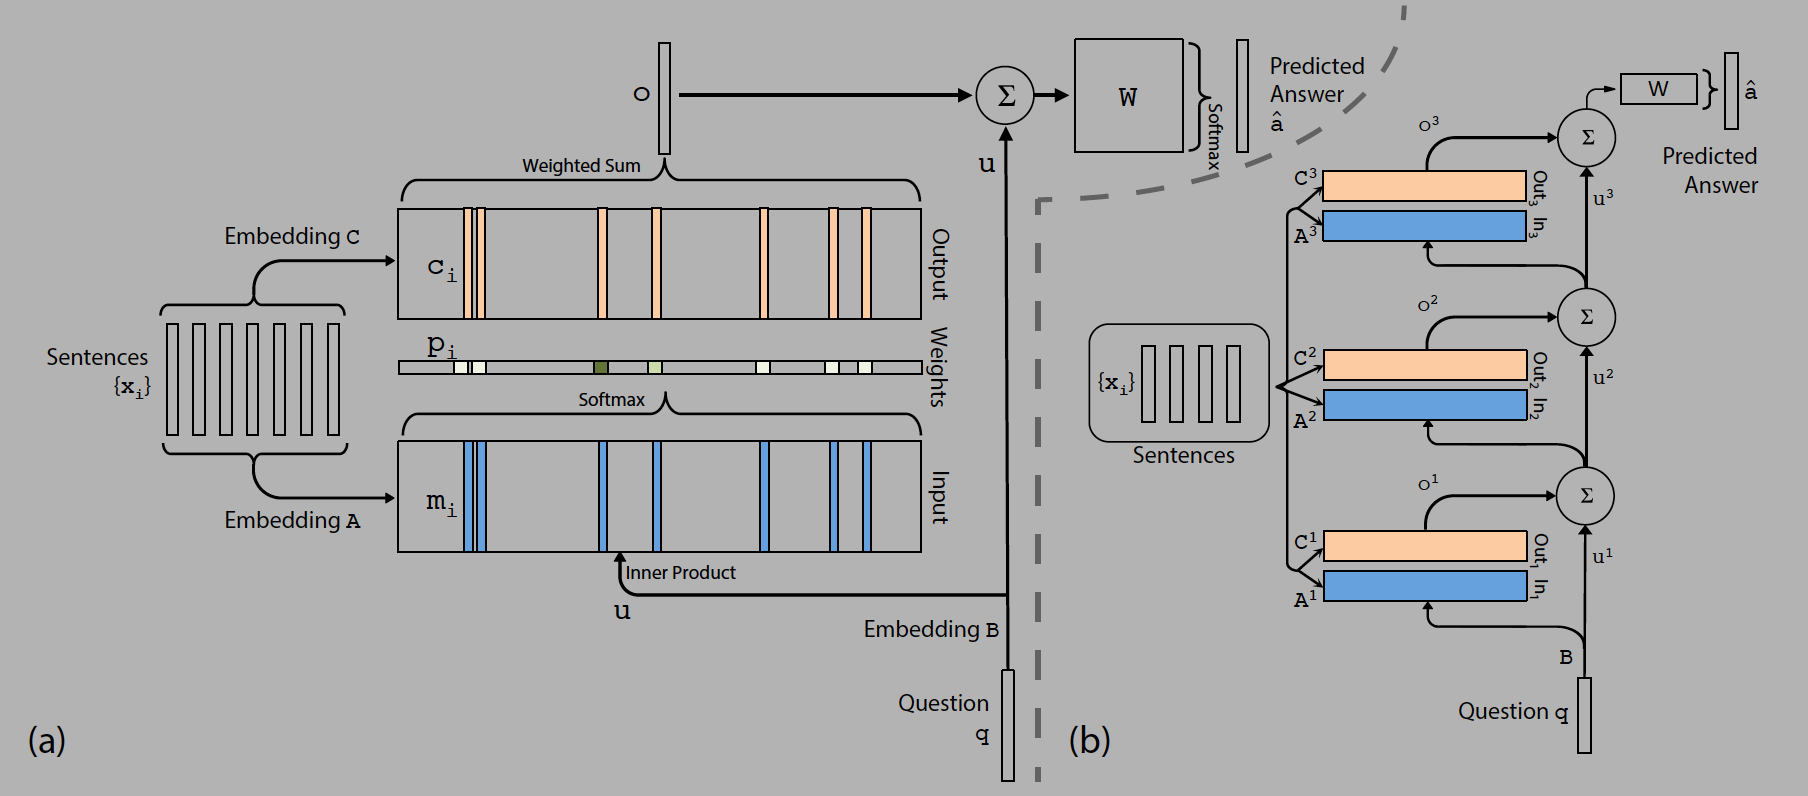 o
Weighted Sum
Embedding C
c_i
Output
Sentences
{x_i}
p_i
Weights
Softmax
Embedding A
m_i
Input
Inner Product
u
Embedding B
Question
q
(a)
u
Σ
W
Softmax
Predicted
Answer
â
Σ
W
â
Predicted
Answer
o³
C³
Out₃
A³
In₃
u³
Σ
o²
C²
Out₂
A²
In₂
u²
{x_i}
Sentences
Σ
o¹
C¹
Out₁
A¹
In₁
u¹
B
Question q
(b)